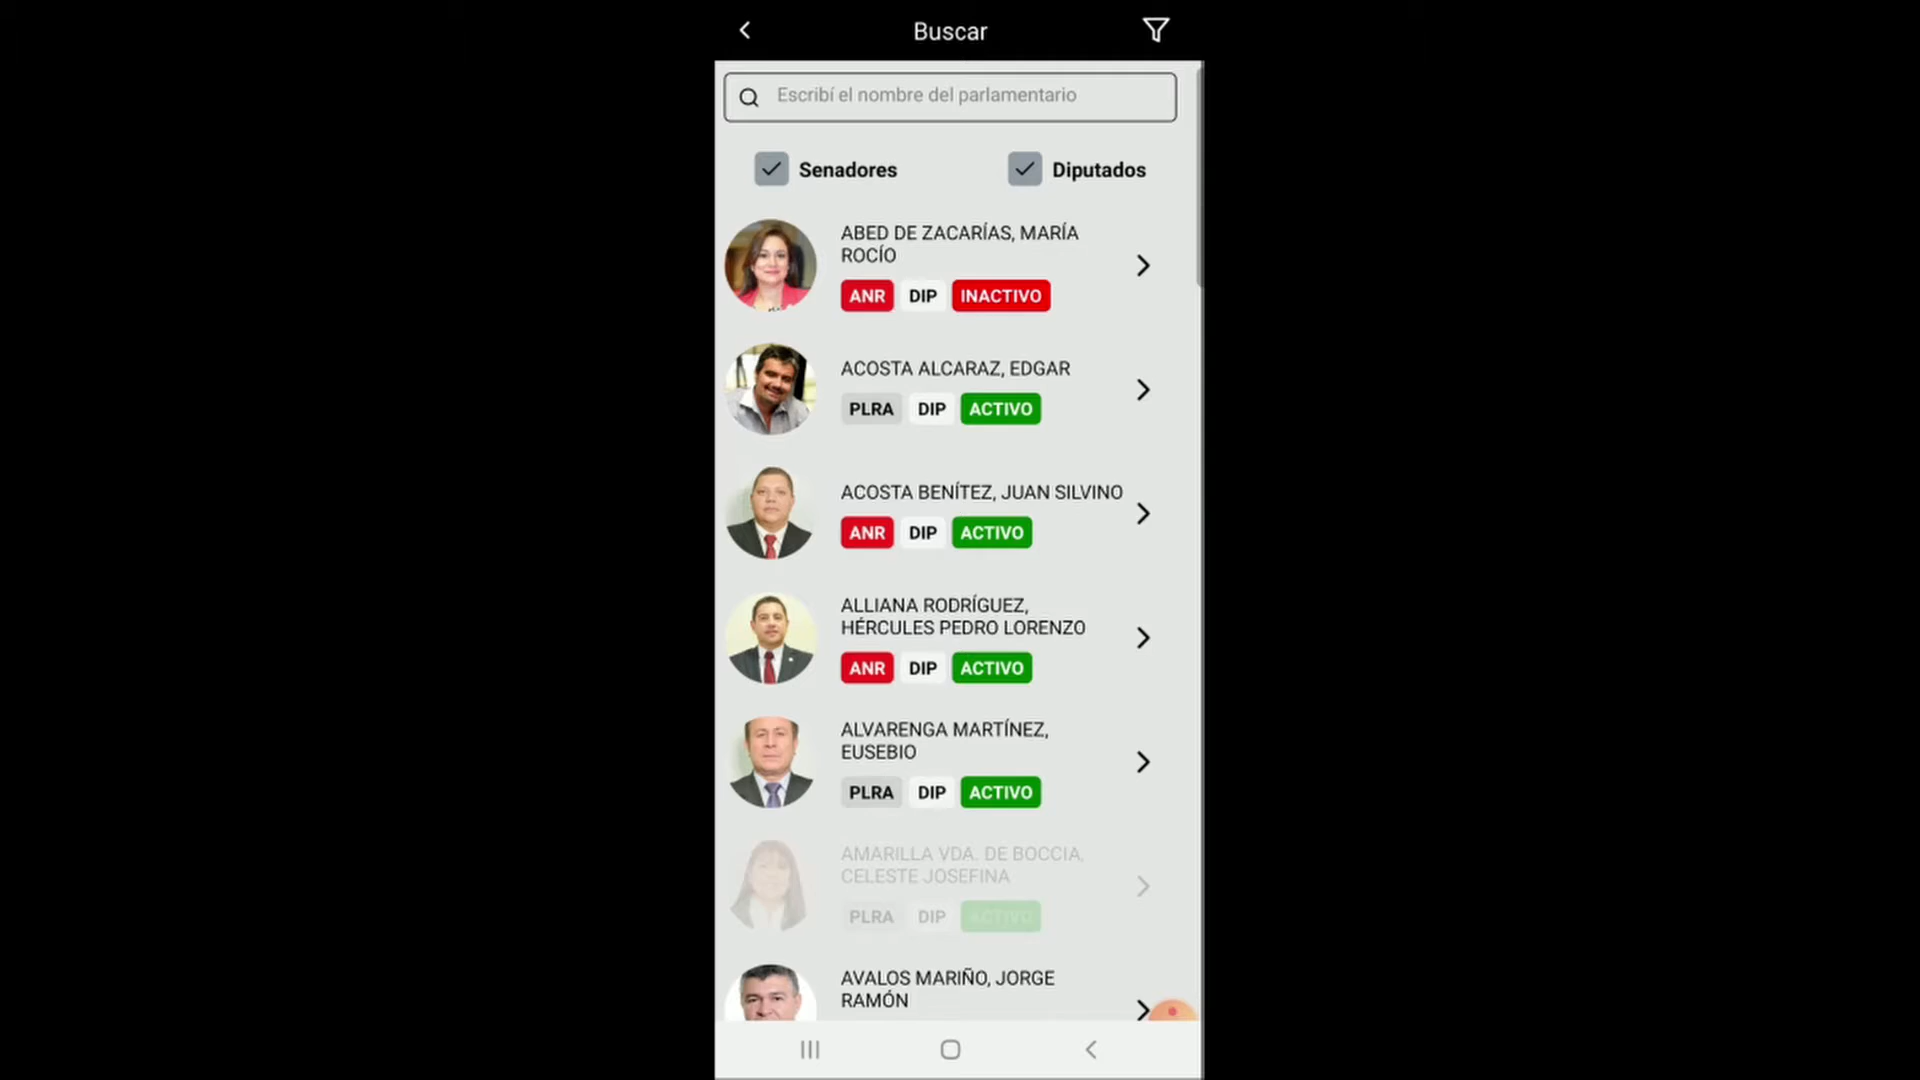 Buscar
Escribí el nombre del parlamentario
Senadores
Diputados
ABED DE ZACARÍAS, MARÍA
ROCÍO
ANR DIP INACTIVO
ACOSTA ALCARAZ, EDGAR
PLRA DIP ACTIVO
ACOSTA BENÍTEZ, JUAN SILVINO
ANR DIP ACTIVO
ALLIANA RODRÍGUEZ,
HÉRCULES PEDRO LORENZO
ANR DIP ACTIVO
ALVARENGA MARTÍNEZ,
EUSEBIO
PLRA DIP ACTIVO
AMARILLA VDA. DE BOCCIA,
CELESTE JOSEFINA
PLRA DIP ACTIVO
AVALOS MARIÑO, JORGE
RAMÓN